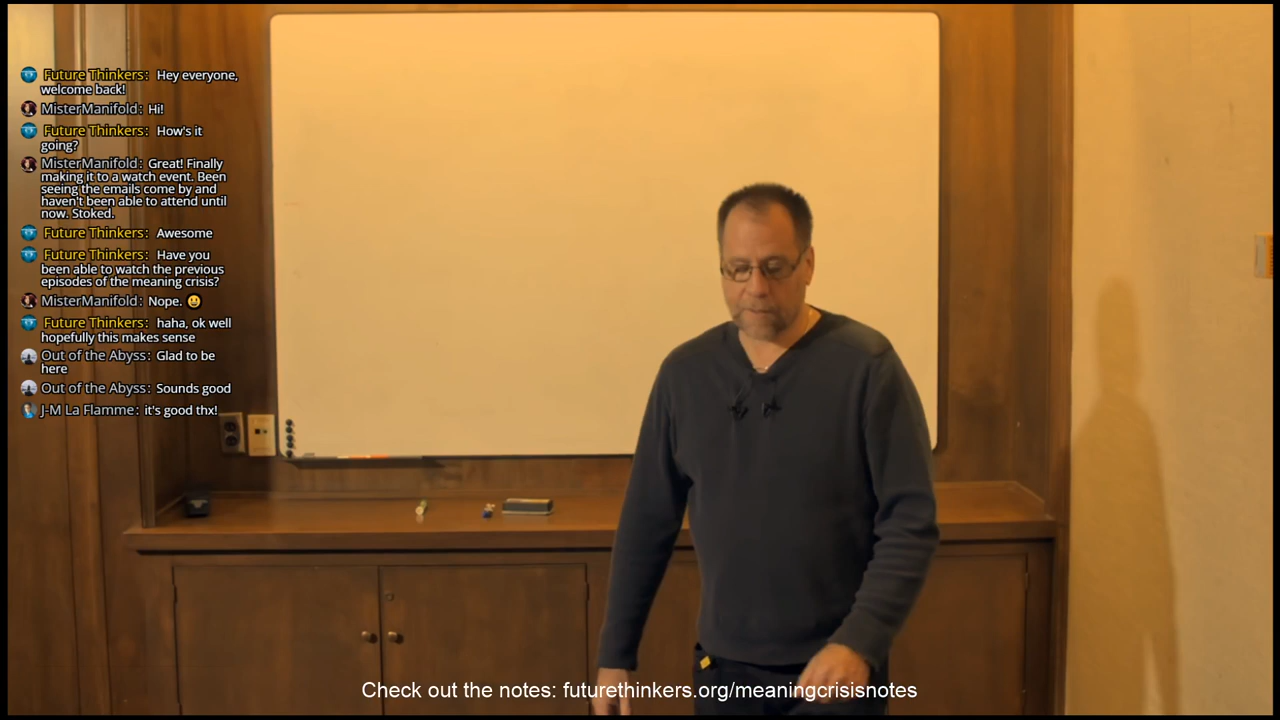 Future Thinkers: Hey everyone,
welcome back!
MisterManifold: Hi!
Future Thinkers: How's it
going?
MisterManifold: Great! Finally
making it to a watch event. Been
seeing the emails come by and
haven't been able to attend until
now. Stoked.
Future Thinkers: Awesome
Future Thinkers: Have you
been able to watch the previous
episodes of the meaning crisis?
MisterManifold: Nope. 😀
Future Thinkers: haha, ok well
hopefully this makes sense
Out of the Abyss: Glad to be
here
Out of the Abyss: Sounds good
J-M La Flamme: it's good thx!
Check out the notes: futurethinkers.org/meaningcrisisnotes